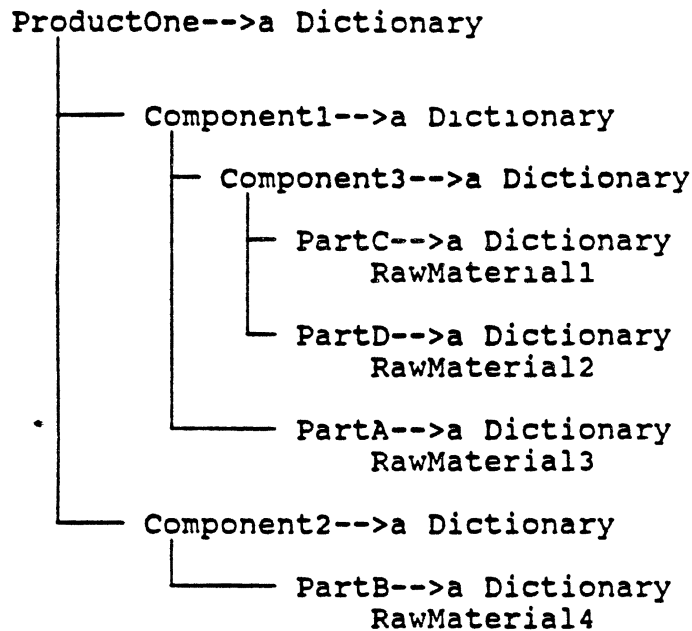 ProductOne-->a Dictionary
Component1-->a Dictionary
Component3-->a Dictionary
PartC-->a Dictionary
RawMaterial1
PartD-->a Dictionary
RawMaterial2
PartA-->a Dictionary
RawMaterial3
Component2-->a Dictionary
PartB-->a Dictionary
RawMaterial4